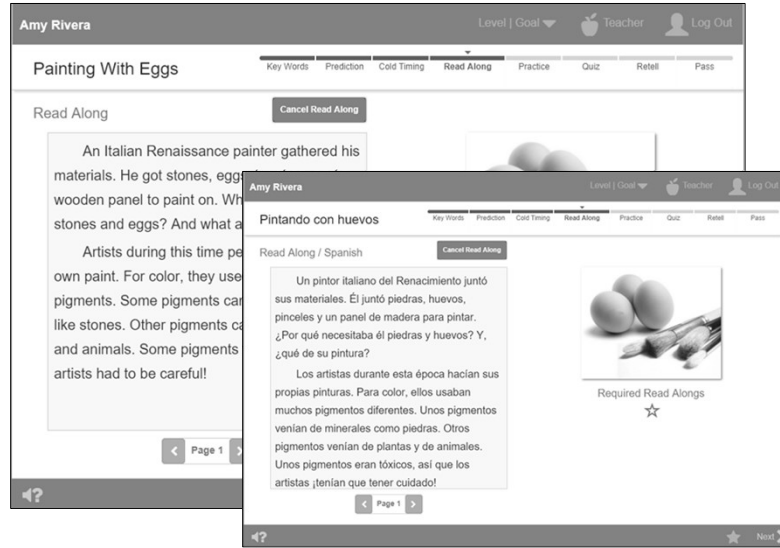 Amy Rivera
Level | Goal
Teacher
Log Out
Painting With Eggs
Key Words
Prediction
Cold Timing
Read Along
Practice
Quiz
Retell
Pass
Read Along
Cancel Read Along
An Italian Renaissance painter gathered his
materials. He got stones, eggs
wooden panel to paint on.
stones and eggs? And what a
Artists during this time
own paint. For color, they use
pigments. Some pigments
like stones. Other pigments
and animals. Some pigments
artists had to be careful!
Page 1
Amy Rivera
Level | Goal
Teacher
Log Out
Pintando con huevos
Key Words
Prediction
Cold Timing
Read Along
Practice
Quiz
Retell
Pass
Read Along / Spanish
Cancel Read Along
Un pintor italiano del Renacimiento juntó
sus materiales. Él juntó piedras, huevos,
pinceles y un panel de madera para pintar.
¿Por qué necesitaba él piedras y huevos? Y,
¿qué de su pintura?
Los artistas durante esta época hacían sus
propias pinturas. Para color, ellos usaban
muchos pigmentos diferentes. Unos pigmentos
venían de minerales como piedras. Otros
pigmentos venían de plantas y de animales.
Unos pigmentos eran tóxicos, así que los
artistas ¡tenían que tener cuidado!
Page 1
Required Read Alongs
Next
?
?